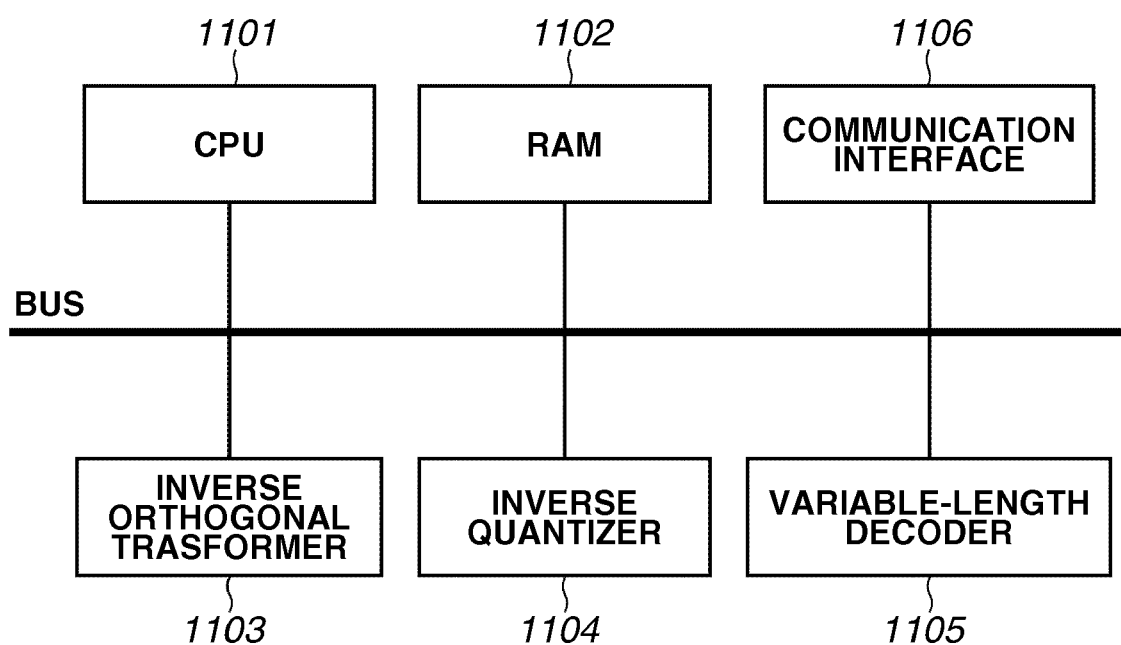 1101
1102
1106
CPU
RAM
COMMUNICATION
INTERFACE
BUS
INVERSE
ORTHOGONAL
TRASFORMER
INVERSE
QUANTIZER
VARIABLE-LENGTH
DECODER
1103
1104
1105